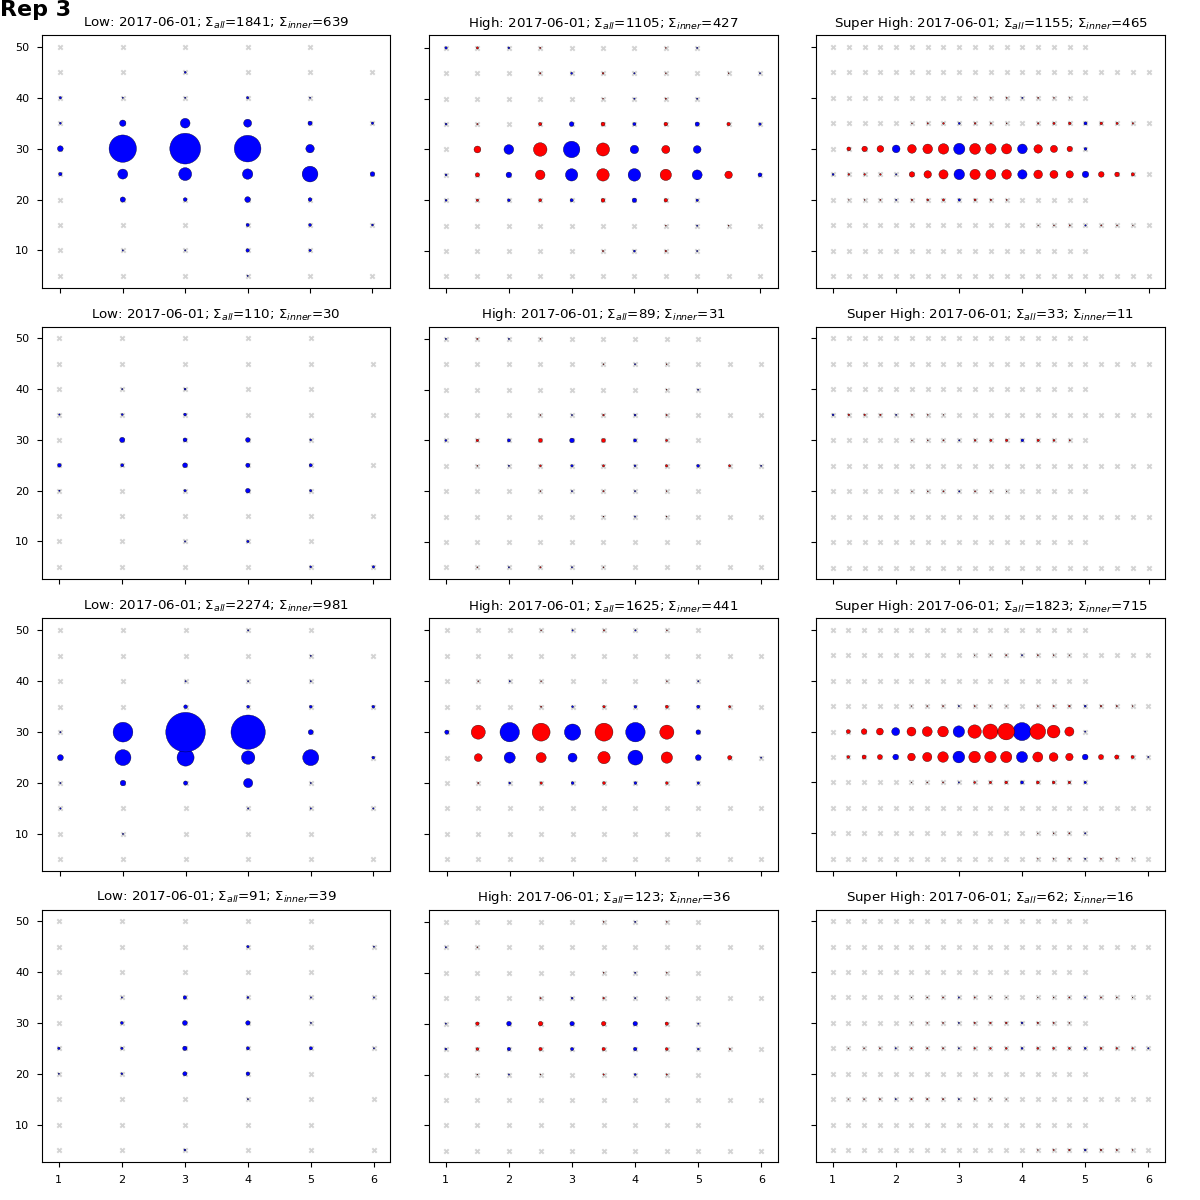 Rep 3
Low: 2017-06-01; Σall=1841; Σinner=639
High: 2017-06-01; Σall=1105; Σinner=427
Super High: 2017-06-01; Σall=1155; Σinner=465
50
40
30
20
10
Low: 2017-06-01; Σall=110; Σinner=30
High: 2017-06-01; Σall=89; Σinner=31
Super High: 2017-06-01; Σall=33; Σinner=11
50
40
30
20
10
Low: 2017-06-01; Σall=2274; Σinner=981
High: 2017-06-01; Σall=1625; Σinner=441
Super High: 2017-06-01; Σall=1823; Σinner=715
50
40
30
20
10
Low: 2017-06-01; Σall=91; Σinner=39
High: 2017-06-01; Σall=123; Σinner=36
Super High: 2017-06-01; Σall=62; Σinner=16
50
40
30
20
10
1 2 3 4 5 6
1 2 3 4 5 6
1 2 3 4 5 6